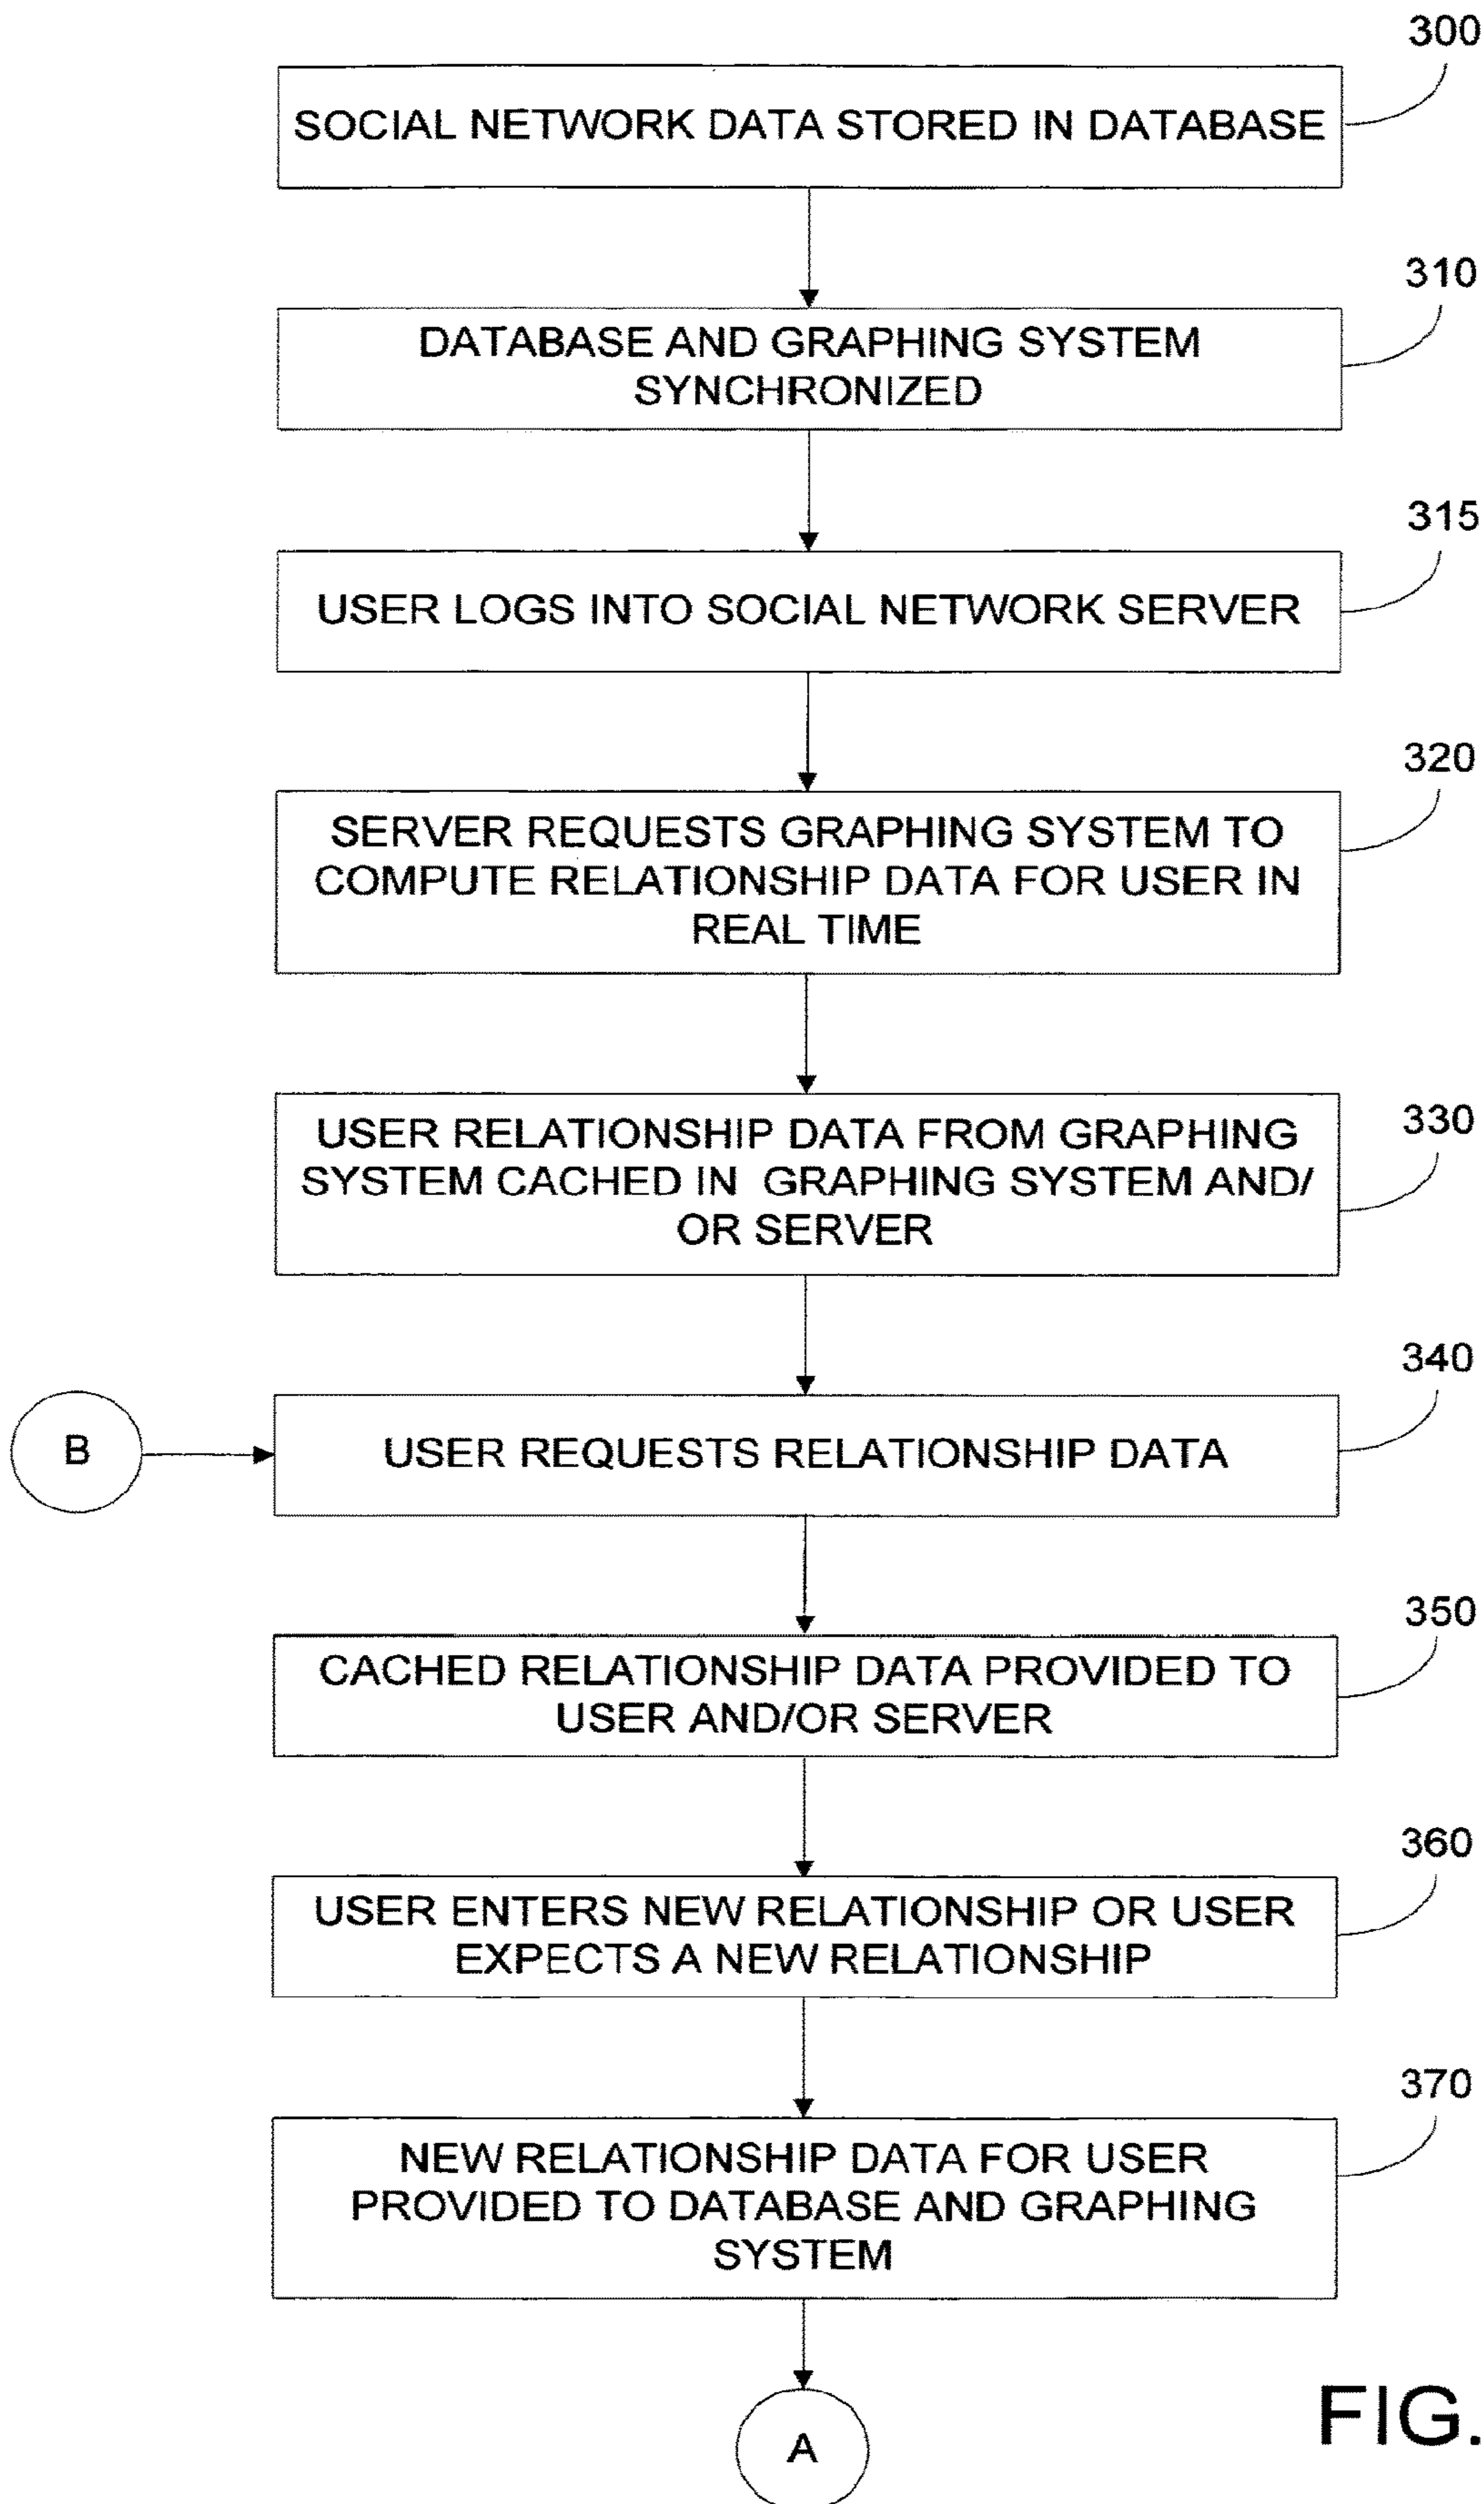 300
SOCIAL NETWORK DATA STORED IN DATABASE
310
DATABASE AND GRAPHING SYSTEM
SYNCHRONIZED
315
USER LOGS INTO SOCIAL NETWORK SERVER
320
SERVER REQUESTS GRAPHING SYSTEM TO
COMPUTE RELATIONSHIP DATA FOR USER IN
REAL TIME
330
USER RELATIONSHIP DATA FROM GRAPHING
SYSTEM CACHED IN GRAPHING SYSTEM AND/
OR SERVER
340
B
USER REQUESTS RELATIONSHIP DATA
350
CACHED RELATIONSHIP DATA PROVIDED TO
USER AND/OR SERVER
360
USER ENTERS NEW RELATIONSHIP OR USER
EXPECTS A NEW RELATIONSHIP
370
NEW RELATIONSHIP DATA FOR USER
PROVIDED TO DATABASE AND GRAPHING
SYSTEM
FIG.
A